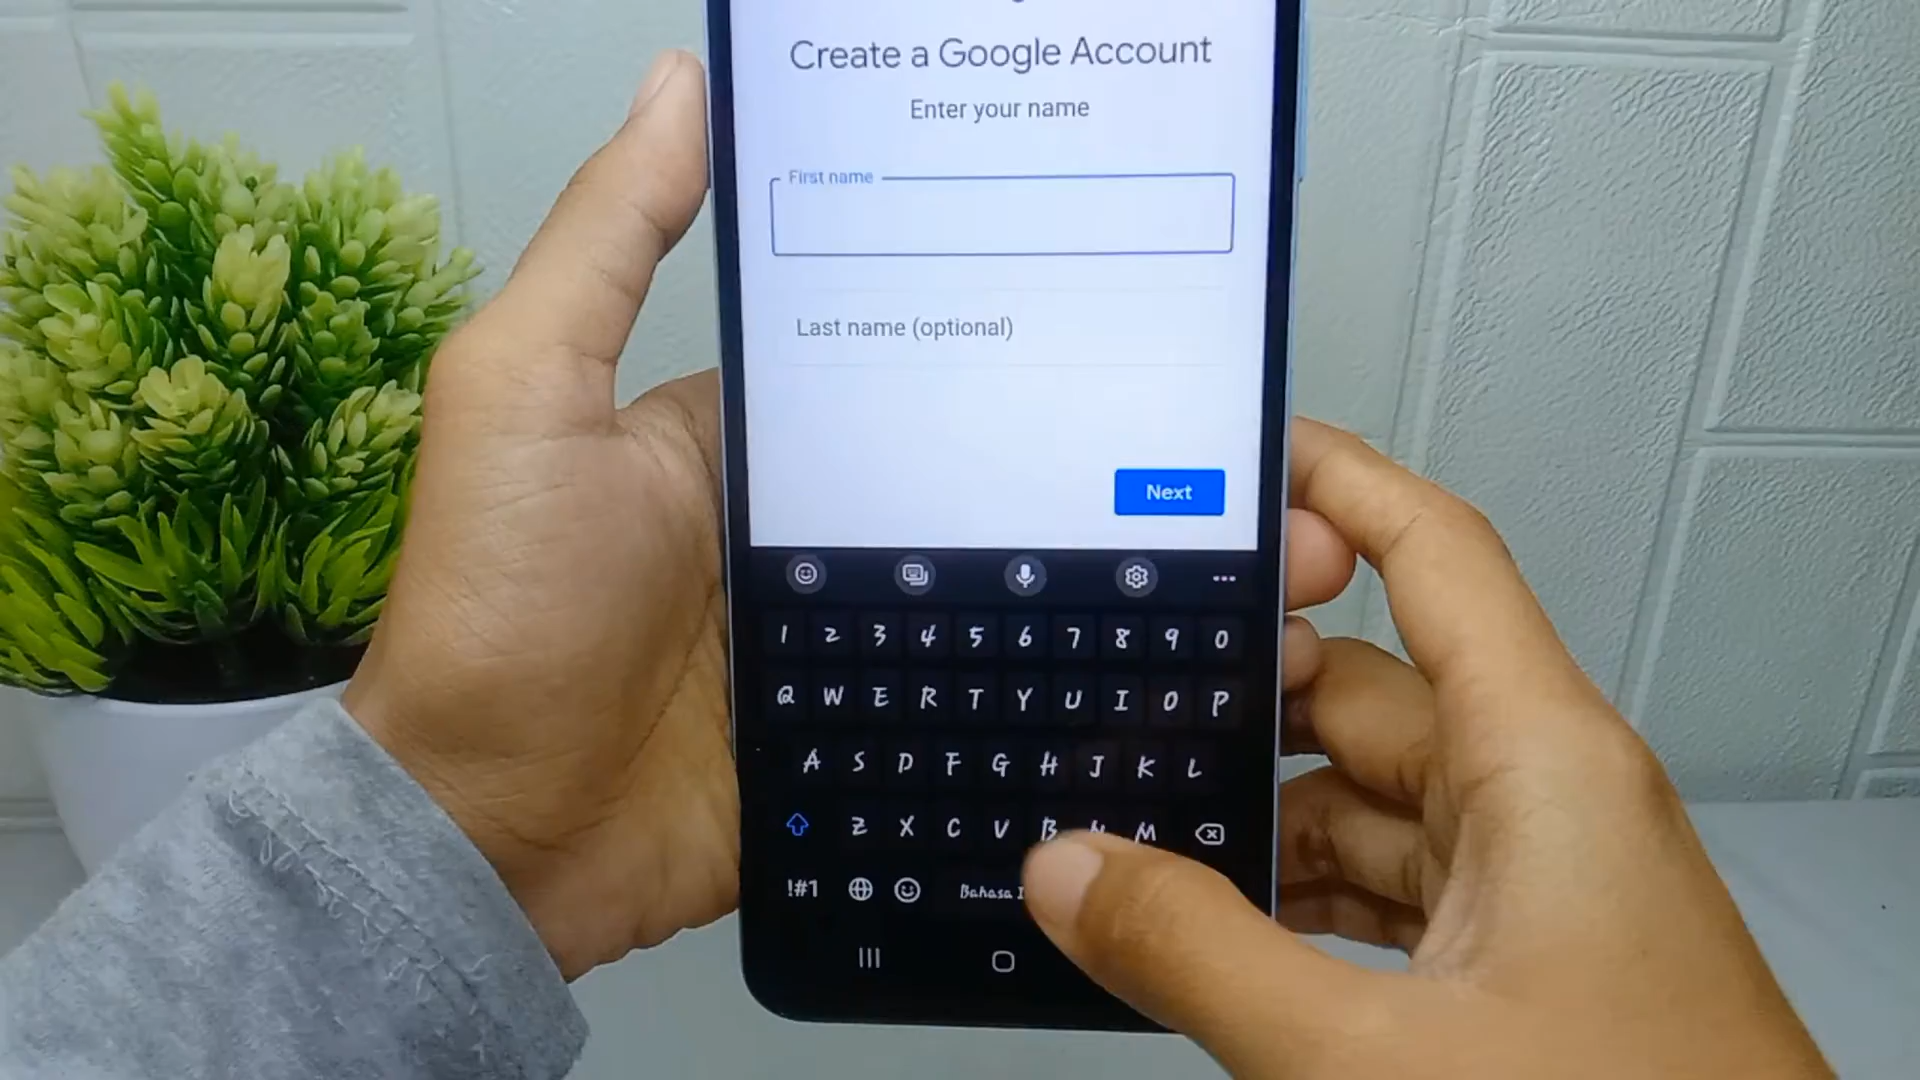 Create a Google Account
Enter your name
First name
Last name (optional)
Next
1 2 3 4 5 6 7 8 9 0
Q W E R T Y U I O P
A S D F G H J K L
Z X C V B N M
!#1 Bahasa I